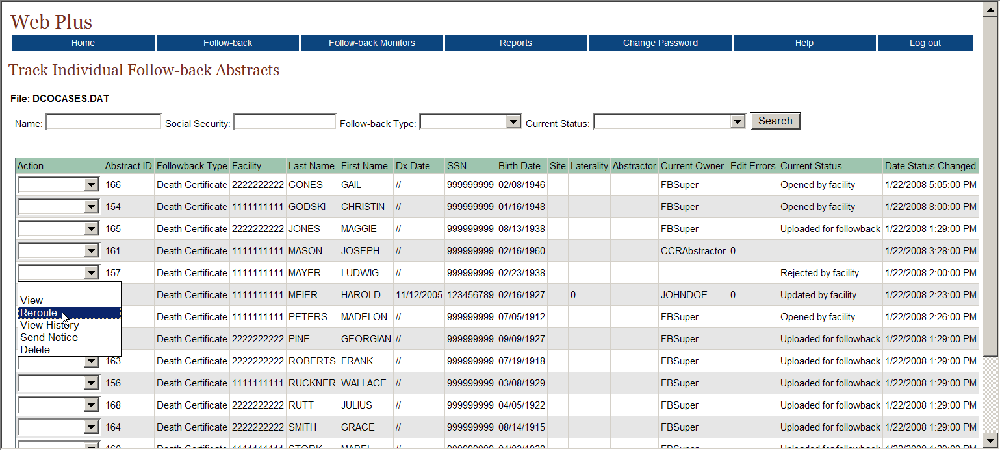 Web Plus
Home Follow-back Follow-back Monitors Reports Change Password Help Log out
Track Individual Follow-back Abstracts
File: DCOCASES.DAT
Name: Social Security: Follow-back Type: Current Status: Search
Action Abstract ID Followback Type Facility Last Name First Name Dx Date SSN Birth Date Site Laterality Abstractor Current Owner Edit Errors Current Status Date Status Changed
166 Death Certificate 2222222222 CONES GAIL // 999999999 02/08/1946 FBSuper Opened by facility 1/22/2008 5:05:00 PM
154 Death Certificate 1111111111 GODSKI CHRISTIN // 999999999 01/16/1948 FBSuper Opened by facility 1/22/2008 8:00:00 PM
165 Death Certificate 2222222222 JONES MAGGIE // 999999999 08/13/1938 FBSuper Uploaded for followback 1/22/2008 1:29:00 PM
161 Death Certificate 1111111111 MASON JOSEPH // 999999999 02/16/1960 CCRAbstractor 0 1/22/2008 3:28:00 PM
157 Death Certificate 1111111111 MAYER LUDWIG // 999999999 02/23/1938 Rejected by facility 1/22/2008 2:00:00 PM
View
Reroute
View History
Send Notice
Delete
Death Certificate 1111111111 MEIER HAROLD 11/12/2005 123456789 02/16/1927 0 JOHNDOE 0 Updated by facility 1/22/2008 2:23:00 PM
Death Certificate 1111111111 PETERS MADELON // 999999999 07/05/1912 FBSuper Opened by facility 1/22/2008 2:26:00 PM
Death Certificate 2222222222 PINE GEORGIAN // 999999999 09/09/1927 FBSuper Uploaded for followback 1/22/2008 1:29:00 PM
163 Death Certificate 2222222222 ROBERTS FRANK // 999999999 07/19/1918 FBSuper Uploaded for followback 1/22/2008 1:29:00 PM
156 Death Certificate 1111111111 RUCKNER WALLACE // 999999999 03/08/1929 FBSuper Uploaded for followback 1/22/2008 1:29:00 PM
168 Death Certificate 2222222222 RUTT JULIUS // 999999999 04/05/1922 FBSuper Uploaded for followback 1/22/2008 1:29:00 PM
164 Death Certificate 2222222222 SMITH GRACE // 999999999 08/14/1915 FBSuper Uploaded for followback 1/22/2008 1:29:00 PM
Death Certificate